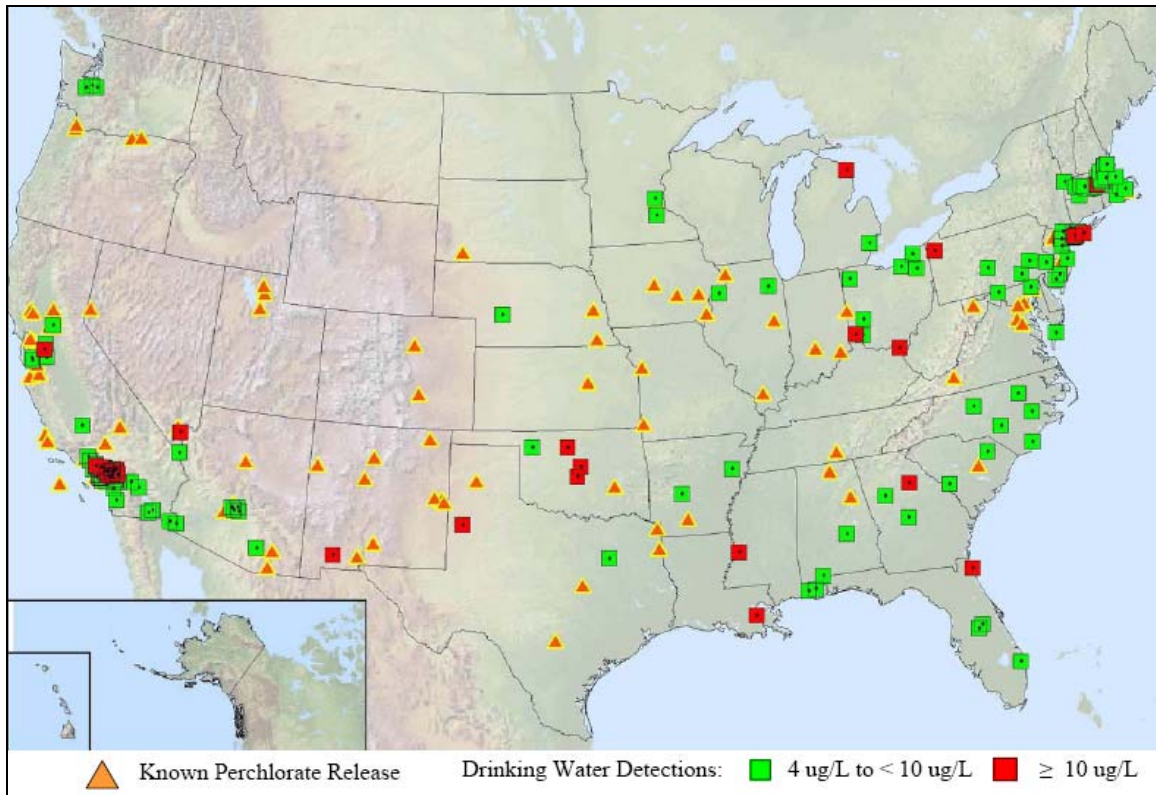 Known Perchlorate Release Drinking Water Detections: 4 ug/L to < 10 ug/L ≥ 10 ug/L